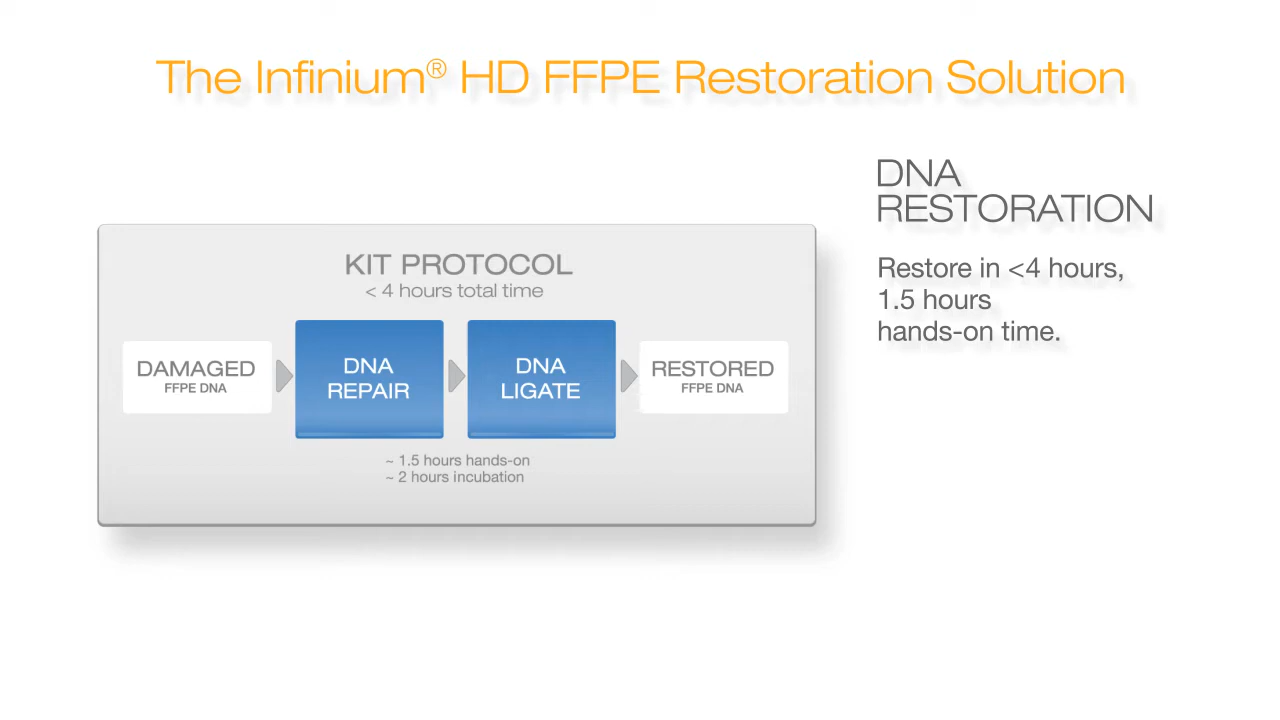 The Infinium® HD FFPE Restoration Solution
DNA
RESTORATION
Restore in <4 hours,
1.5 hours
hands-on time.
KIT PROTOCOL
< 4 hours total time
DAMAGED
FFPE DNA
DNA
REPAIR
DNA
LIGATE
RESTORED
FFPE DNA
~ 1.5 hours hands-on
~ 2 hours incubation